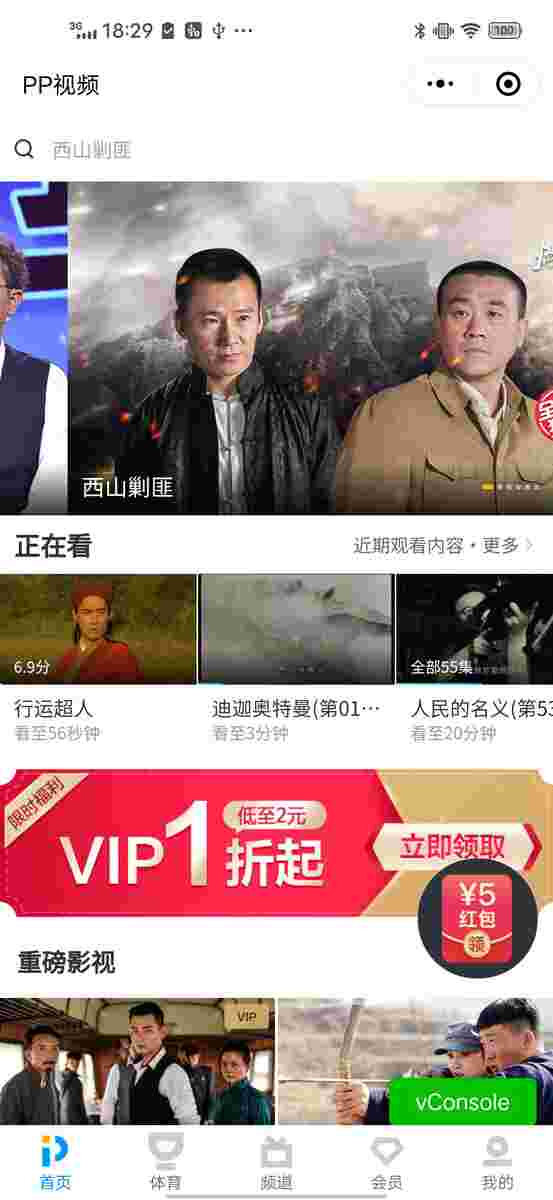 3G 18:29 100
PP视频
西山剿匪
西山剿匪
正在看
近期观看内容·更多
6.9分
全部55集
行运超人
迪迦奥特曼(第01…
人民的名义(第53
看至56秒钟
看至3分钟
看至20分钟
限时福利
VIP1折起
低至2元
立即领取
¥5
红包
领
重磅影视
VIP
vConsole
首页
体育
频道
会员
我的